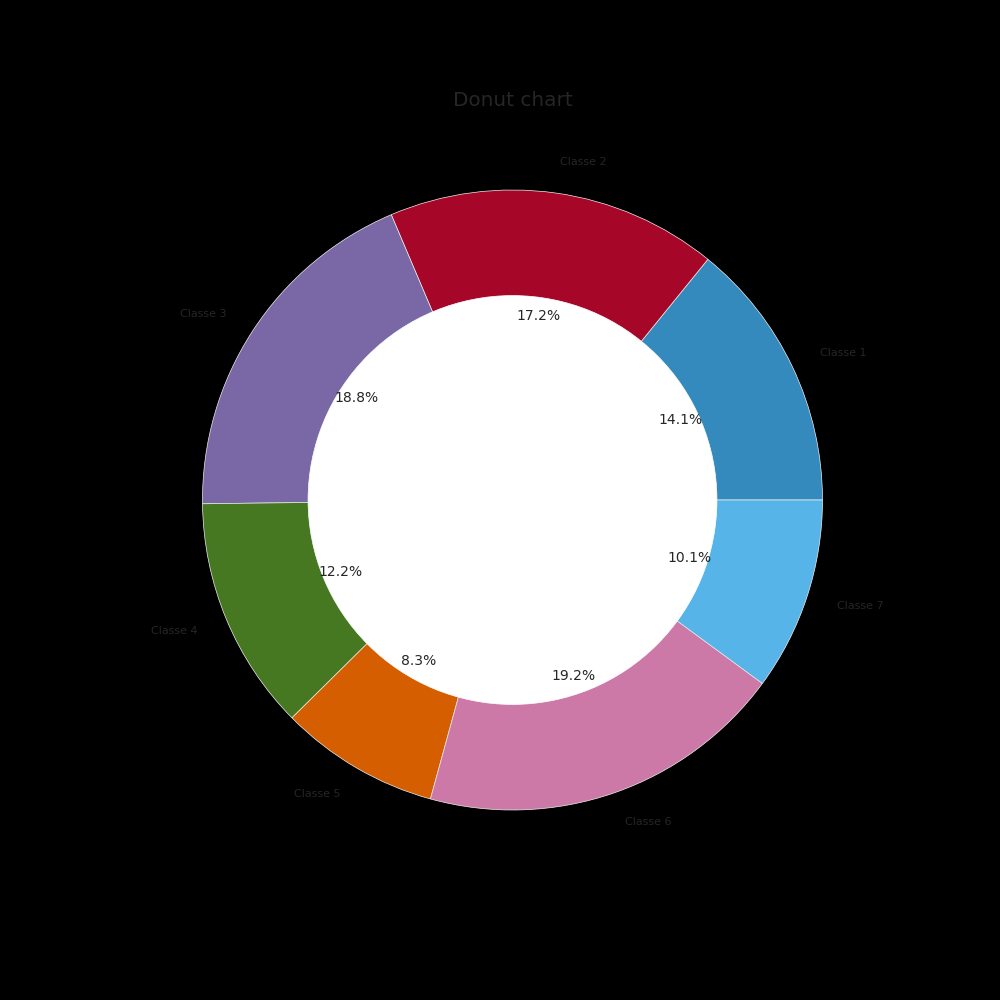 Donut chart
Classe 2
17.2%
Classe 3
Classe 1
18.8%
14.1%
10.1%
12.2%
Classe 7
Classe 4
8.3%
19.2%
Classe 5
Classe 6